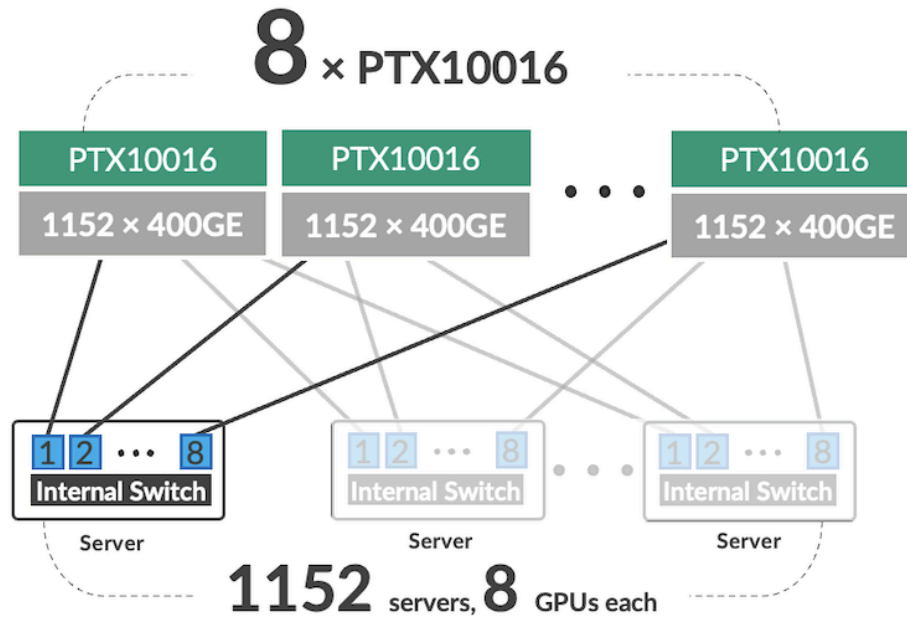 8 × PTX10016
PTX10016 PTX10016 PTX10016
1152 × 400GE 1152 × 400GE 1152 × 400GE
1 2 8 1 2 8 1 2 8
Internal Switch Internal Switch Internal Switch
Server Server Server
1152 servers, 8 GPUs each